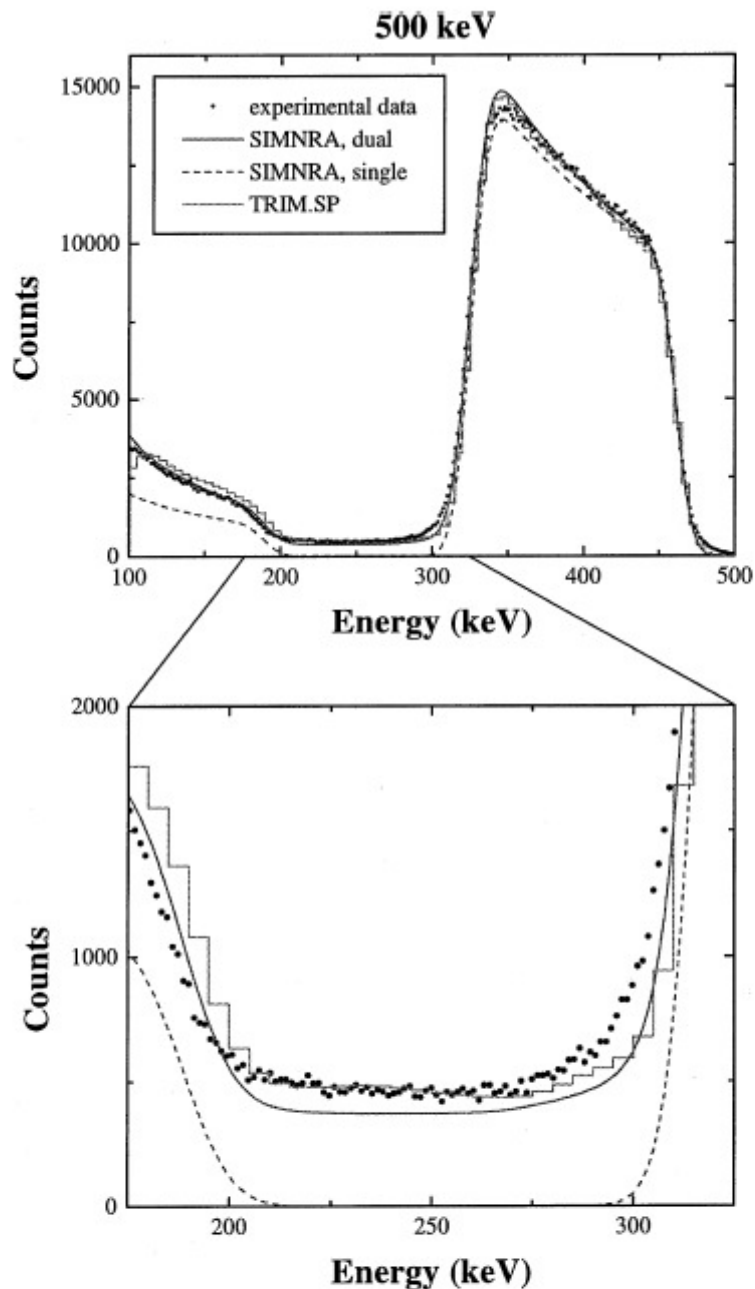 500 keV
15000
10000
5000
0
Counts
experimental data
SIMNRA, dual
SIMNRA, single
TRIM.SP
100
200
300
400
500
Energy (keV)
2000
1000
0
Counts
200
250
300
Energy (keV)